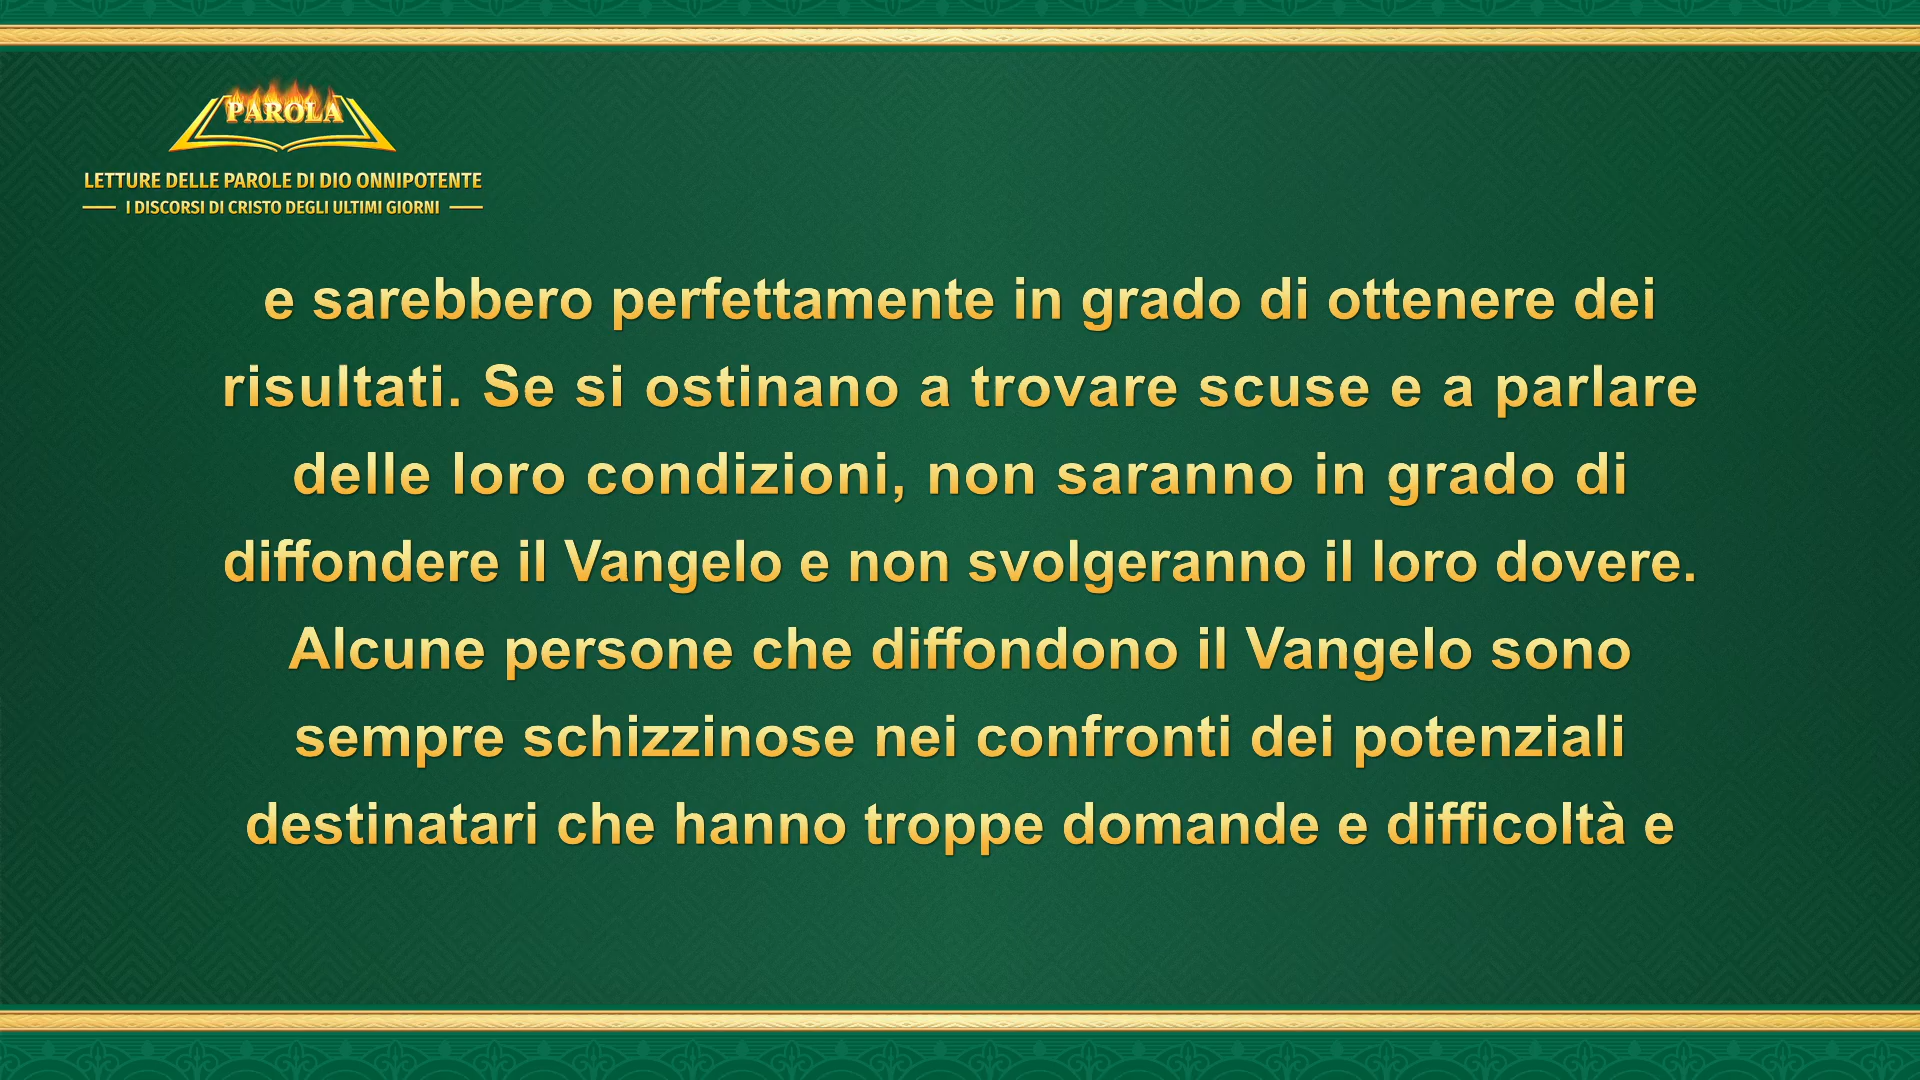 PAROLA
LETTURE DELLE PAROLE DI DIO ONNIPOTENTE
I DISCORSI DI CRISTO DEGLI ULTIMI GIORNI
e sarebbero perfettamente in grado di ottenere dei
risultati. Se si ostinano a trovare scuse e a parlare
delle loro condizioni, non saranno in grado di
diffondere il Vangelo e non svolgeranno il loro dovere.
Alcune persone che diffondono il Vangelo sono
sempre schizzinose nei confronti dei potenziali
destinatari che hanno troppe domande e difficoltà e